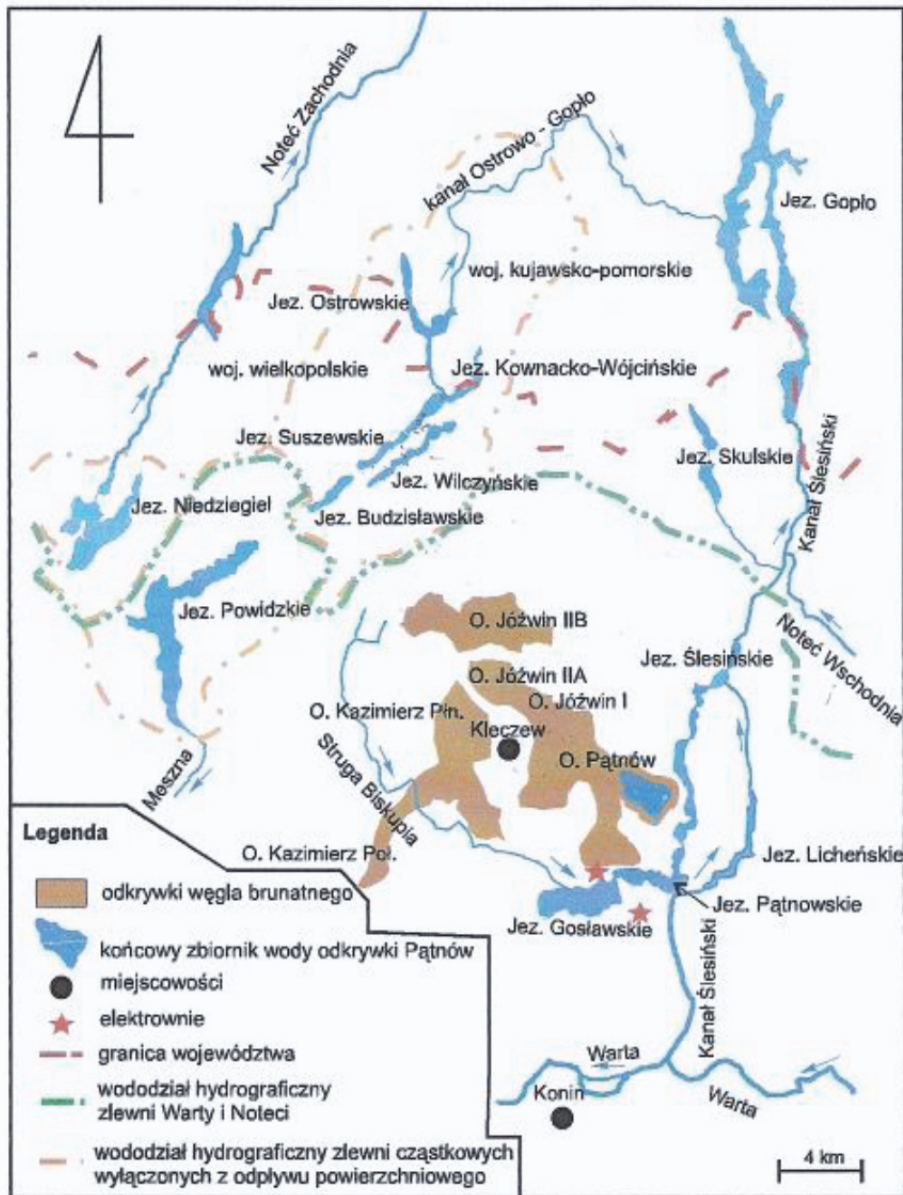 Noteć Zachodnia
kanał Ostrowo - Gopło
Jez. Gopło
woj. kujawsko-pomorskie
Jez. Ostrowskie
woj. wielkopolskie
Jez. Kownacko-Wójcińskie
Jez. Suszewskie
Jez. Skulskie
Kanał Ślesiński
Jez. Wilczyńskie
Jez. Niedziegiel
Jez. Budzisławskie
Jez. Powidzkie
O. Jóźwin IIB
Jez. Ślesińskie
Noteć Wschodnia
O. Jóźwin IIA
O. Jóźwin I
O. Kazimierz Płn.
Kleczew
O. Pątnów
Meszna
Struga Biskupia
O. Kazimierz Poł.
Jez. Licheńskie
Jez. Pątnowskie
Jez. Gosławskie
Kanał Ślesiński
Warta
Warta
Konin
4 km
Legenda
odkrywki węgla brunatnego
końcowy zbiornik wody odkrywki Pątnów
miejscowości
elektrownie
granica województwa
wododział hydrograficzny
zlewni Warty i Noteci
wododział hydrograficzny zlewni cząstkowych
wyłączonych z odpływu powierzchniowego